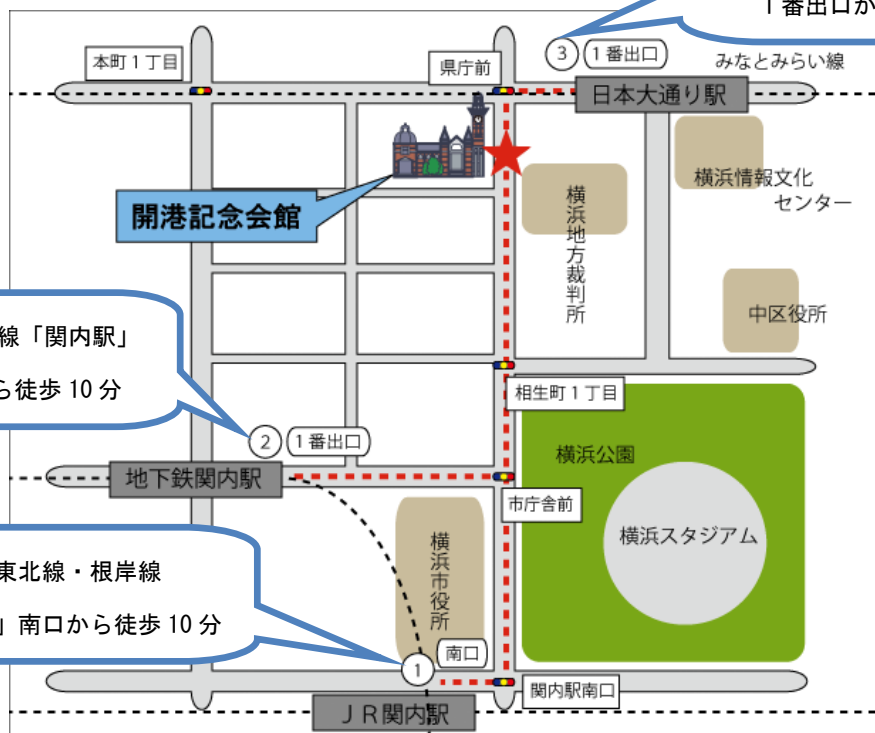 １番出口か
③ １番出口
みなとみらい線
本町１丁目
県庁前
日本大通り駅
横浜情報文化
センター
開港記念会館
横浜地方裁判所
中区役所
線「関内駅」
ら徒歩 10 分
相生町１丁目
② １番出口
横浜公園
地下鉄関内駅
市庁舎前
横浜スタジアム
横浜市役所
東北線・根岸線
」南口から徒歩 10 分
南口
①
関内駅南口
ＪＲ関内駅